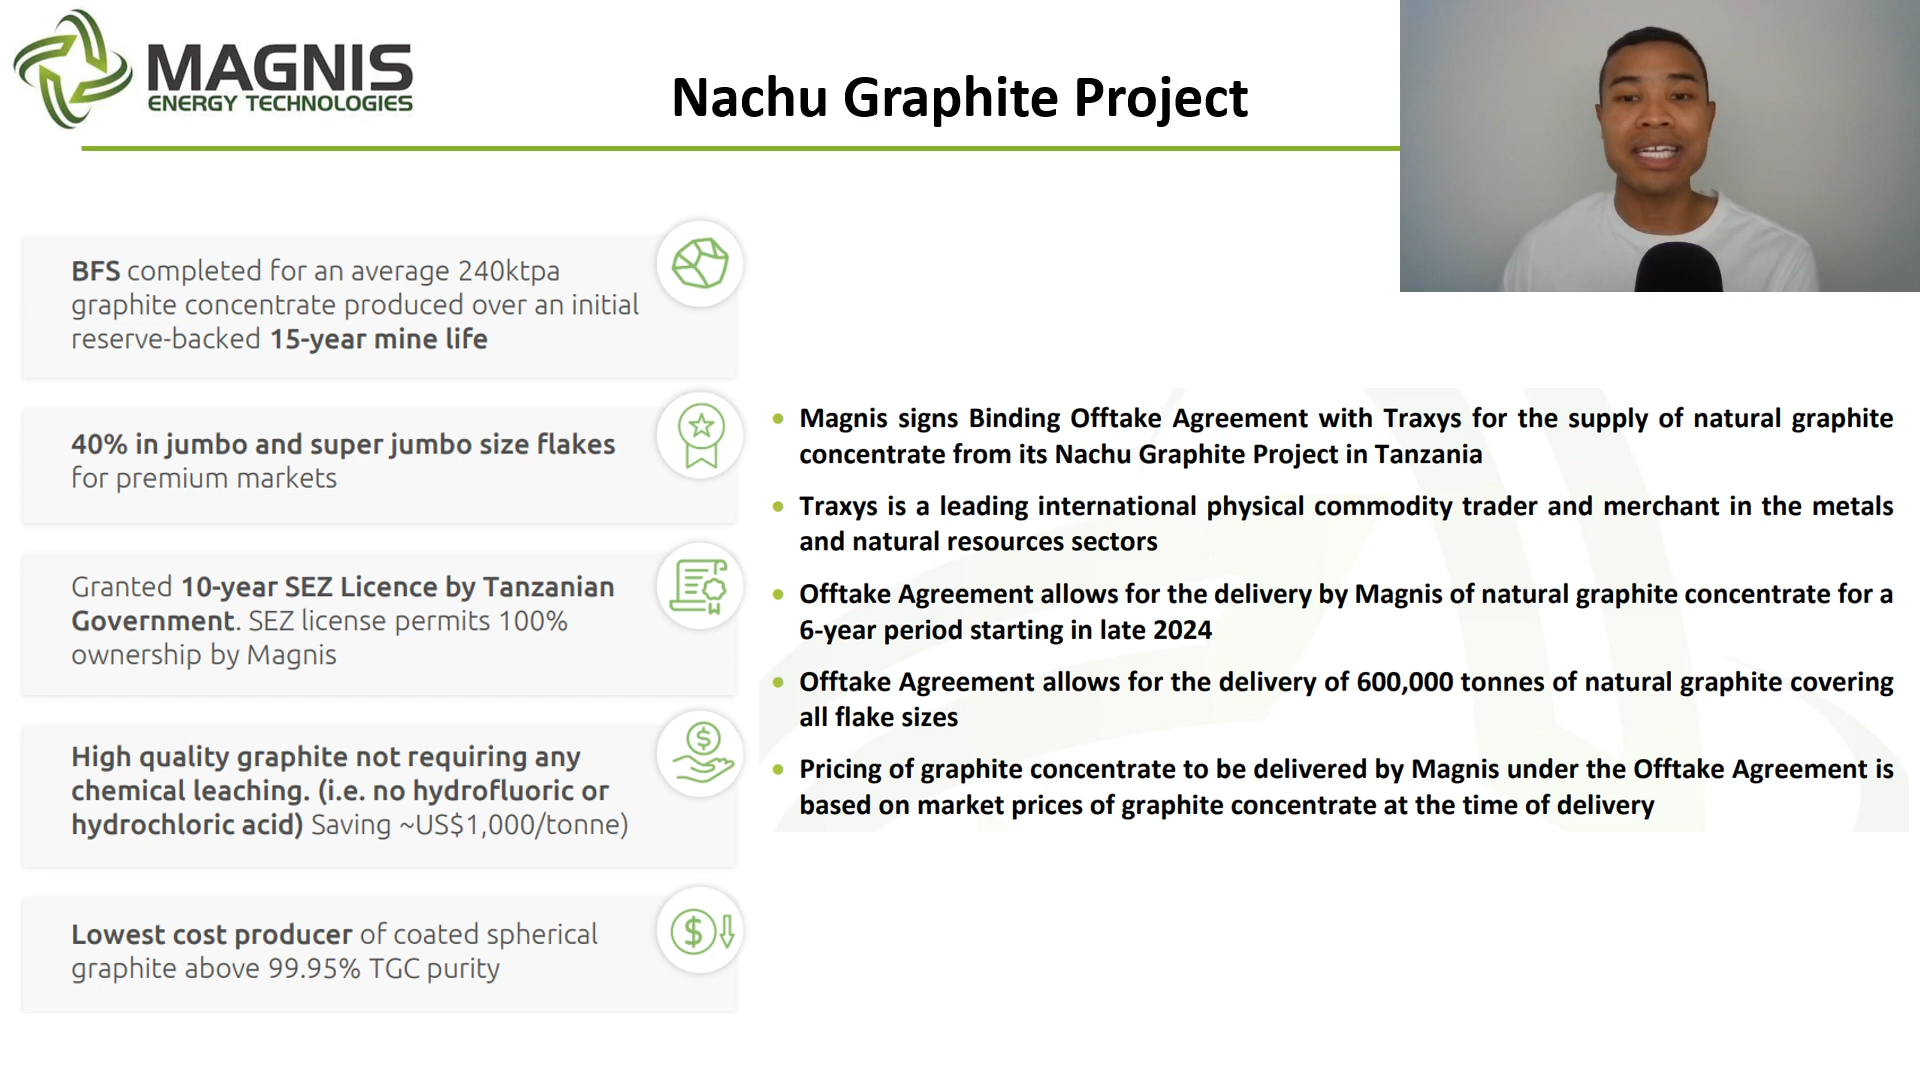 MAGNIS
ENERGY TECHNOLOGIES
Nachu Graphite Project
BFS completed for an average 240ktpa
graphite concentrate produced over an initial
reserve-backed 15-year mine life
40% in jumbo and super jumbo size flakes
for premium markets
Granted 10-year SEZ Licence by Tanzanian
Government. SEZ license permits 100%
ownership by Magnis
High quality graphite not requiring any
chemical leaching. (i.e. no hydrofluoric or
hydrochloric acid) Saving ~US$1,000/tonne)
Lowest cost producer of coated spherical
graphite above 99.95% TGC purity
• Magnis signs Binding Offtake Agreement with Traxys for the supply of natural graphite
concentrate from its Nachu Graphite Project in Tanzania
• Traxys is a leading international physical commodity trader and merchant in the metals
and natural resources sectors
• Offtake Agreement allows for the delivery by Magnis of natural graphite concentrate for a
6-year period starting in late 2024
• Offtake Agreement allows for the delivery of 600,000 tonnes of natural graphite covering
all flake sizes
• Pricing of graphite concentrate to be delivered by Magnis under the Offtake Agreement is
based on market prices of graphite concentrate at the time of delivery